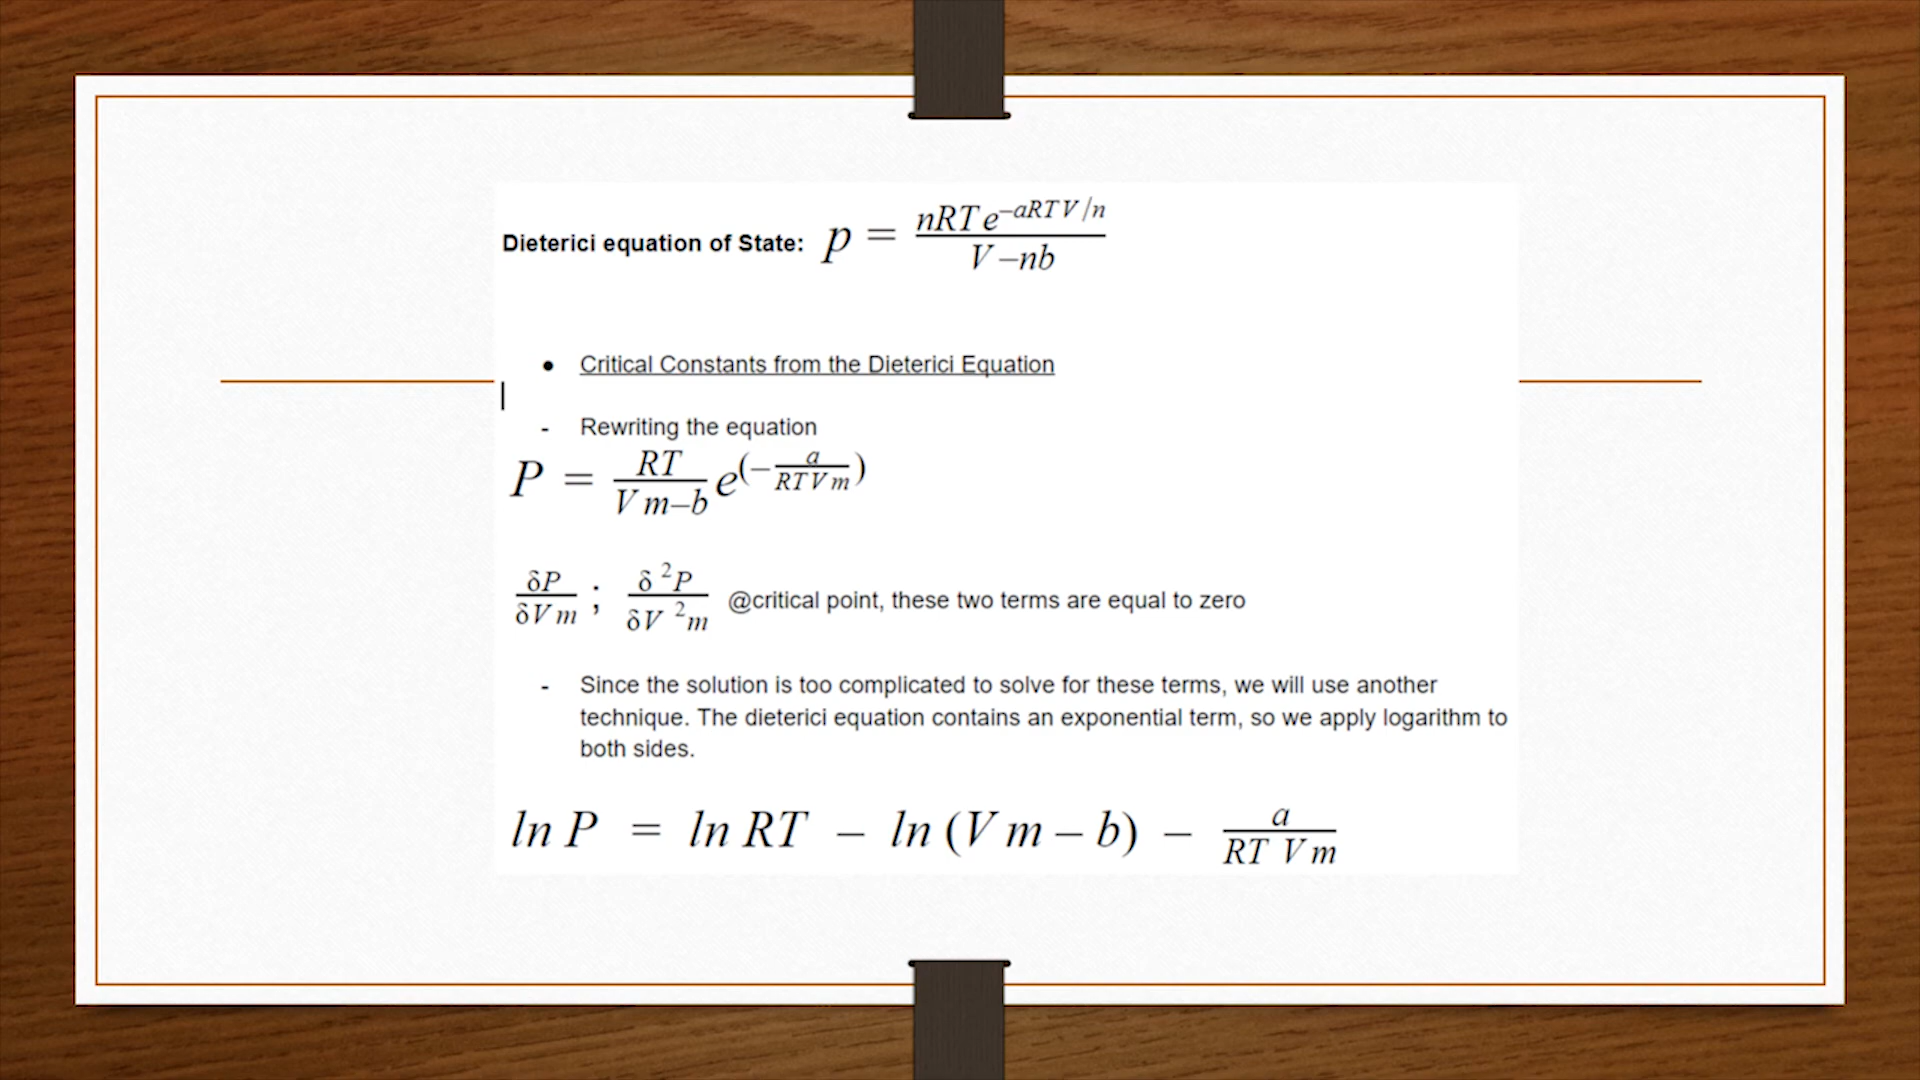 Dieterici equation of State: p = nRT e^{−aRTV/n} / V−nb
● Critical Constants from the Dieterici Equation
- Rewriting the equation
P = RT / Vm−b e^{(− a / RTVm)}
δP / δVm ; δ²P / δV²m @critical point, these two terms are equal to zero
- Since the solution is too complicated to solve for these terms, we will use another
technique. The dieterici equation contains an exponential term, so we apply logarithm to
both sides.
ln P = ln RT − ln (Vm − b) − a / RT Vm